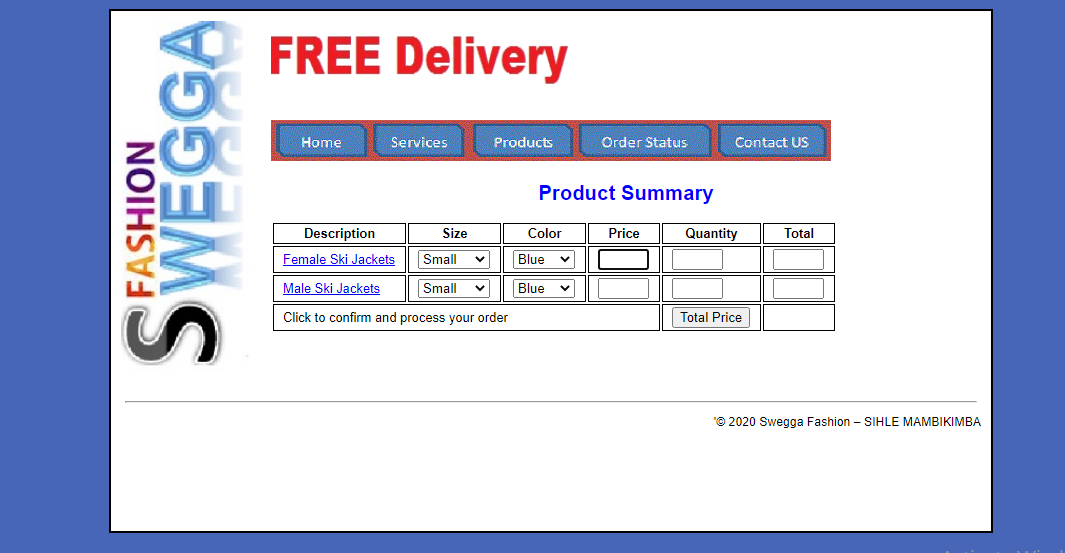 FASHION
SWEGGA
FREE Delivery
Home Services Products Order Status Contact US
Product Summary
Description Size Color Price Quantity Total
Female Ski Jackets Small Blue
Male Ski Jackets Small Blue
Click to confirm and process your order Total Price
'© 2020 Swegga Fashion – SIHLE MAMBIKIMBA